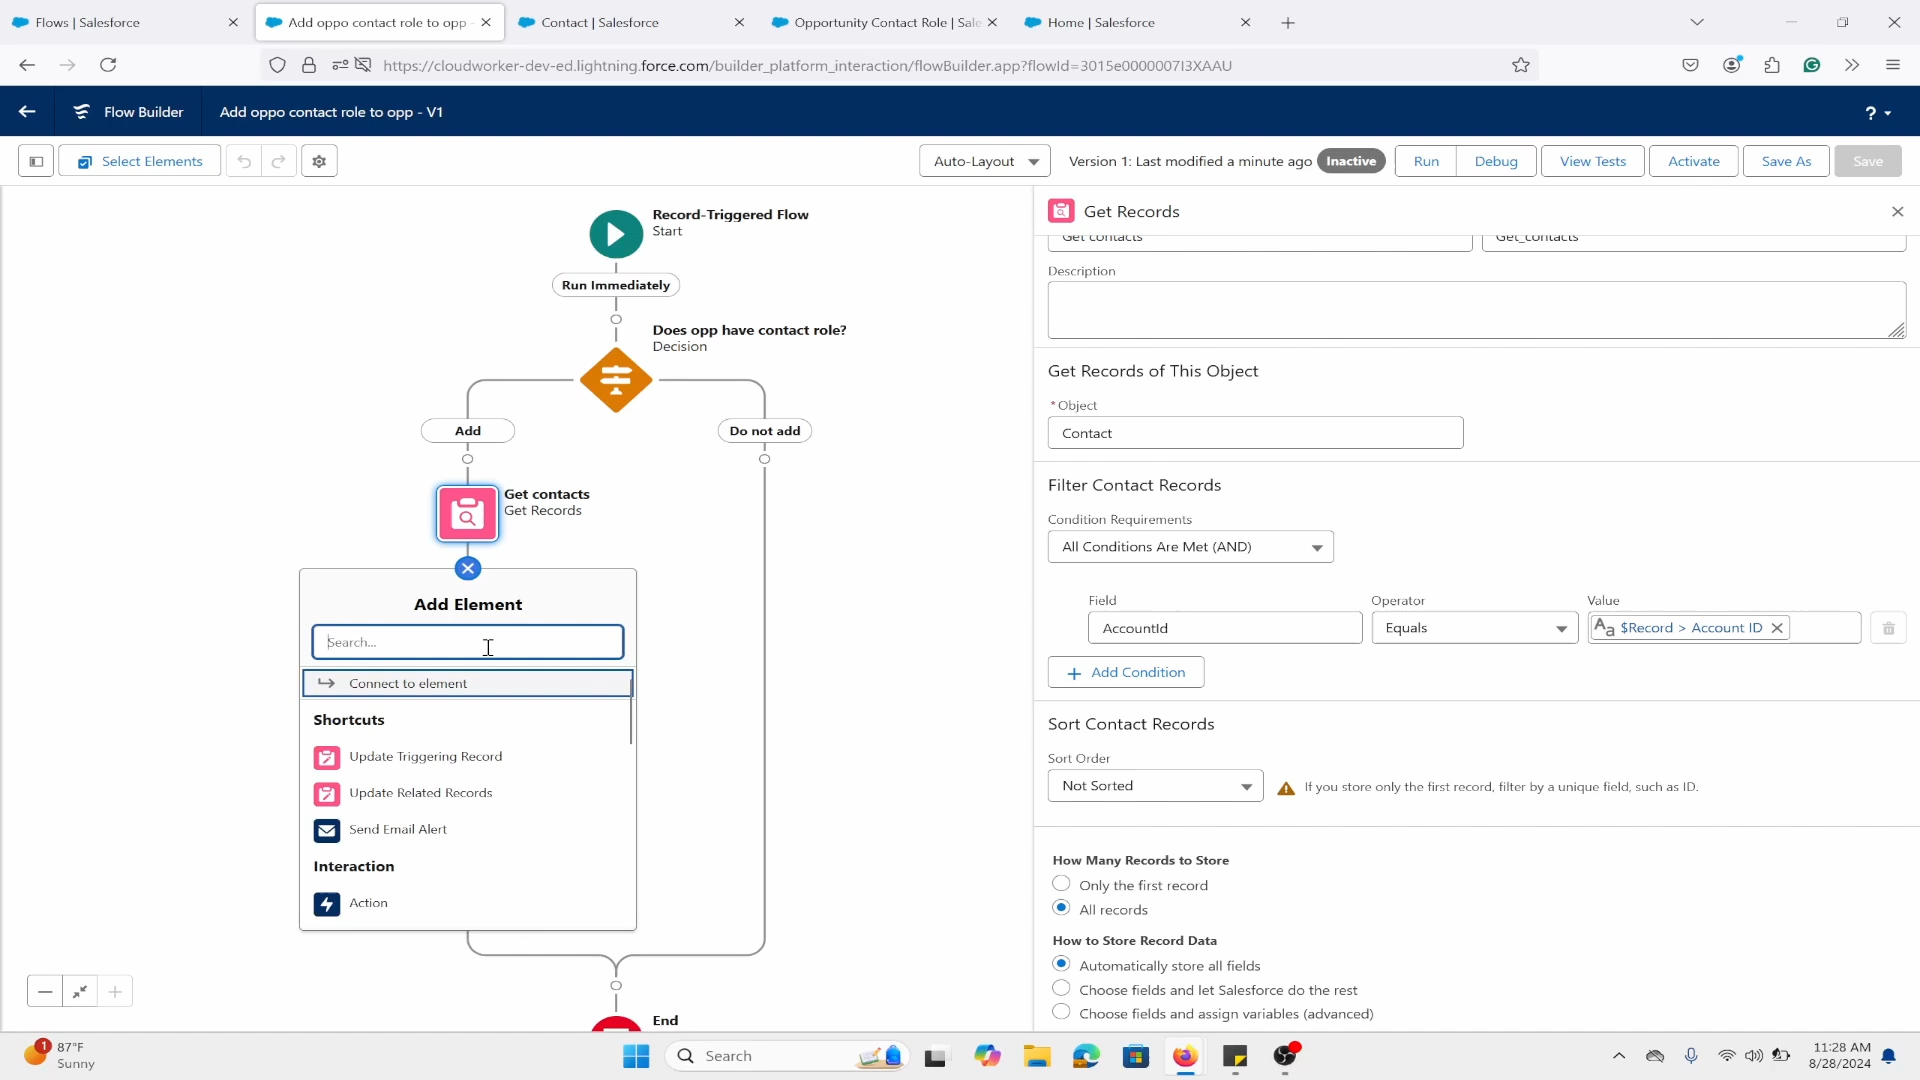 Flows | Salesforce
Add oppo contact role to opp -
Contact | Salesforce
Opportunity Contact Role | Sale
Home | Salesforce
https://cloudworker-dev-ed.lightning.force.com/builder_platform_interaction/flowBuilder.app?flowId=3015e0000007I3XAAU
Flow Builder
Add oppo contact role to opp - V1
?
Select Elements
Auto-Layout
Version 1: Last modified a minute ago
Inactive
Run
Debug
View Tests
Activate
Save As
Save
Record-Triggered Flow
Start
Run Immediately
Does opp have contact role?
Decision
Add
Do not add
Get contacts
Get Records
Add Element
Search...
Connect to element
Shortcuts
Update Triggering Record
Update Related Records
Send Email Alert
Interaction
Action
End
Get Records
Get contacts
Get_contacts
Description
Get Records of This Object
* Object
Contact
Filter Contact Records
Condition Requirements
All Conditions Are Met (AND)
Field
Operator
Value
AccountId
Equals
Aa $Record > Account ID
+ Add Condition
Sort Contact Records
Sort Order
Not Sorted
If you store only the first record, filter by a unique field, such as ID.
How Many Records to Store
Only the first record
All records
How to Store Record Data
Automatically store all fields
Choose fields and let Salesforce do the rest
Choose fields and assign variables (advanced)
1
87°F
Sunny
Search
11:28 AM
8/28/2024